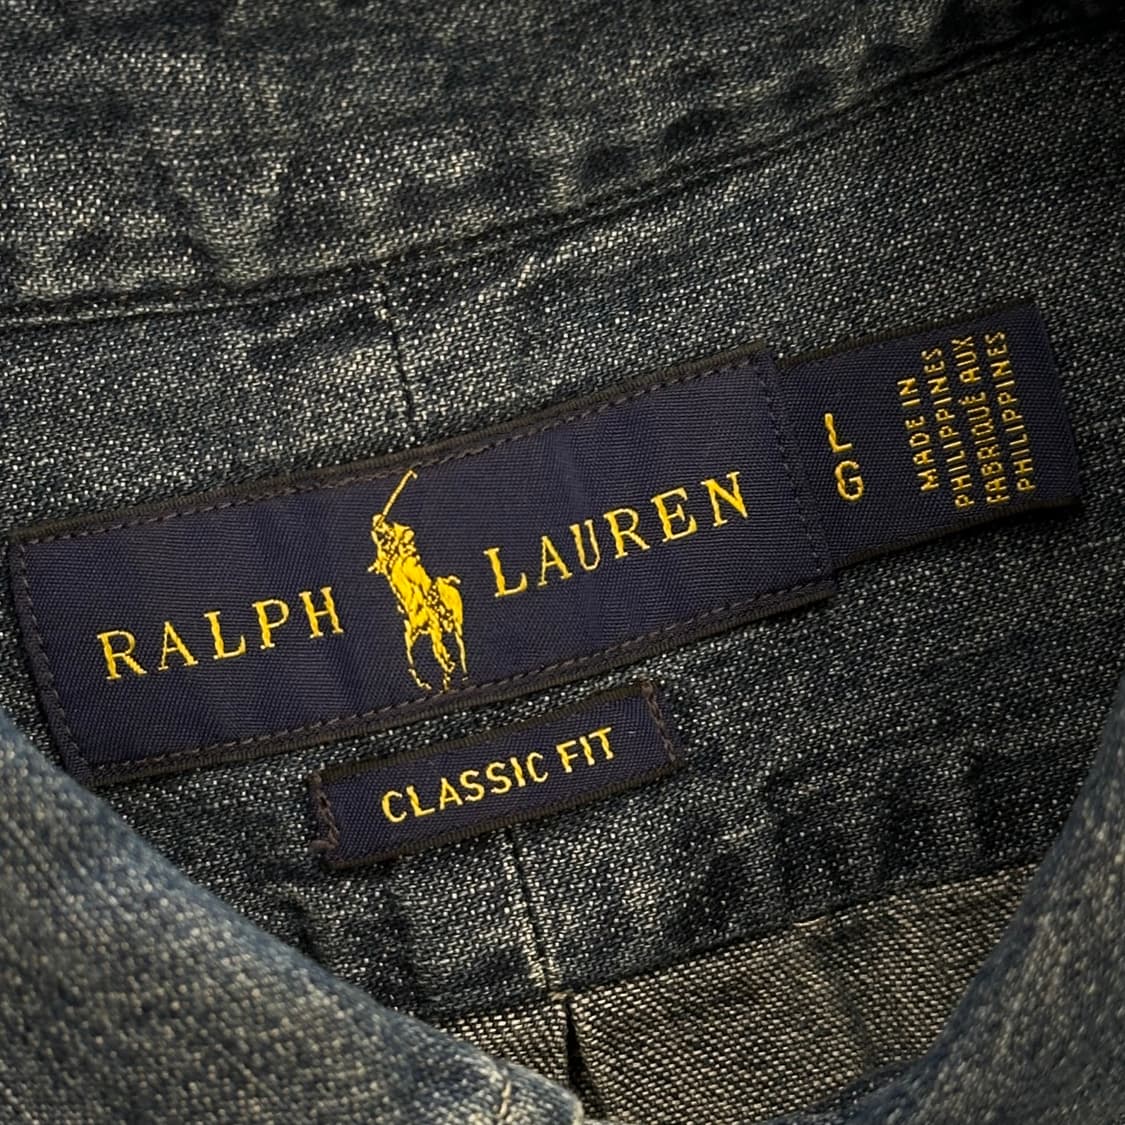 RALPH LAUREN
CLASSIC FIT
L
G
MADE IN
PHILIPPINES
FABRIQUÉ AUX
PHILIPPINES